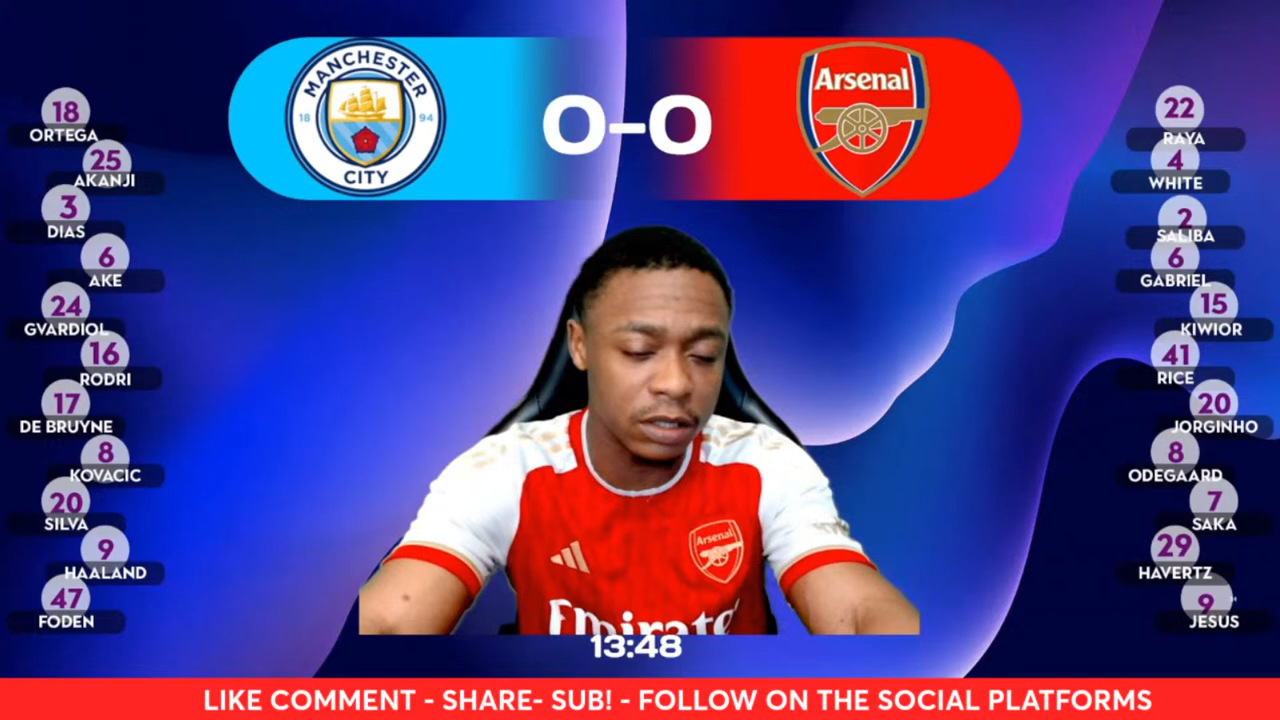 MANCHESTER
18 94
CITY
0-0
Arsenal
18
ORTEGA
25
AKANJI
3
DIAS
6
AKE
24
GVARDIOL
16
RODRI
17
DE BRUYNE
8
KOVACIC
20
SILVA
9
HAALAND
47
FODEN
22
RAYA
4
WHITE
2
SALIBA
6
GABRIEL
15
KIWIOR
41
RICE
20
JORGINHO
8
ODEGAARD
7
SAKA
29
HAVERTZ
9
JESUS
Arsenal
Emirates
13:48
LIKE COMMENT - SHARE- SUB! - FOLLOW ON THE SOCIAL PLATFORMS